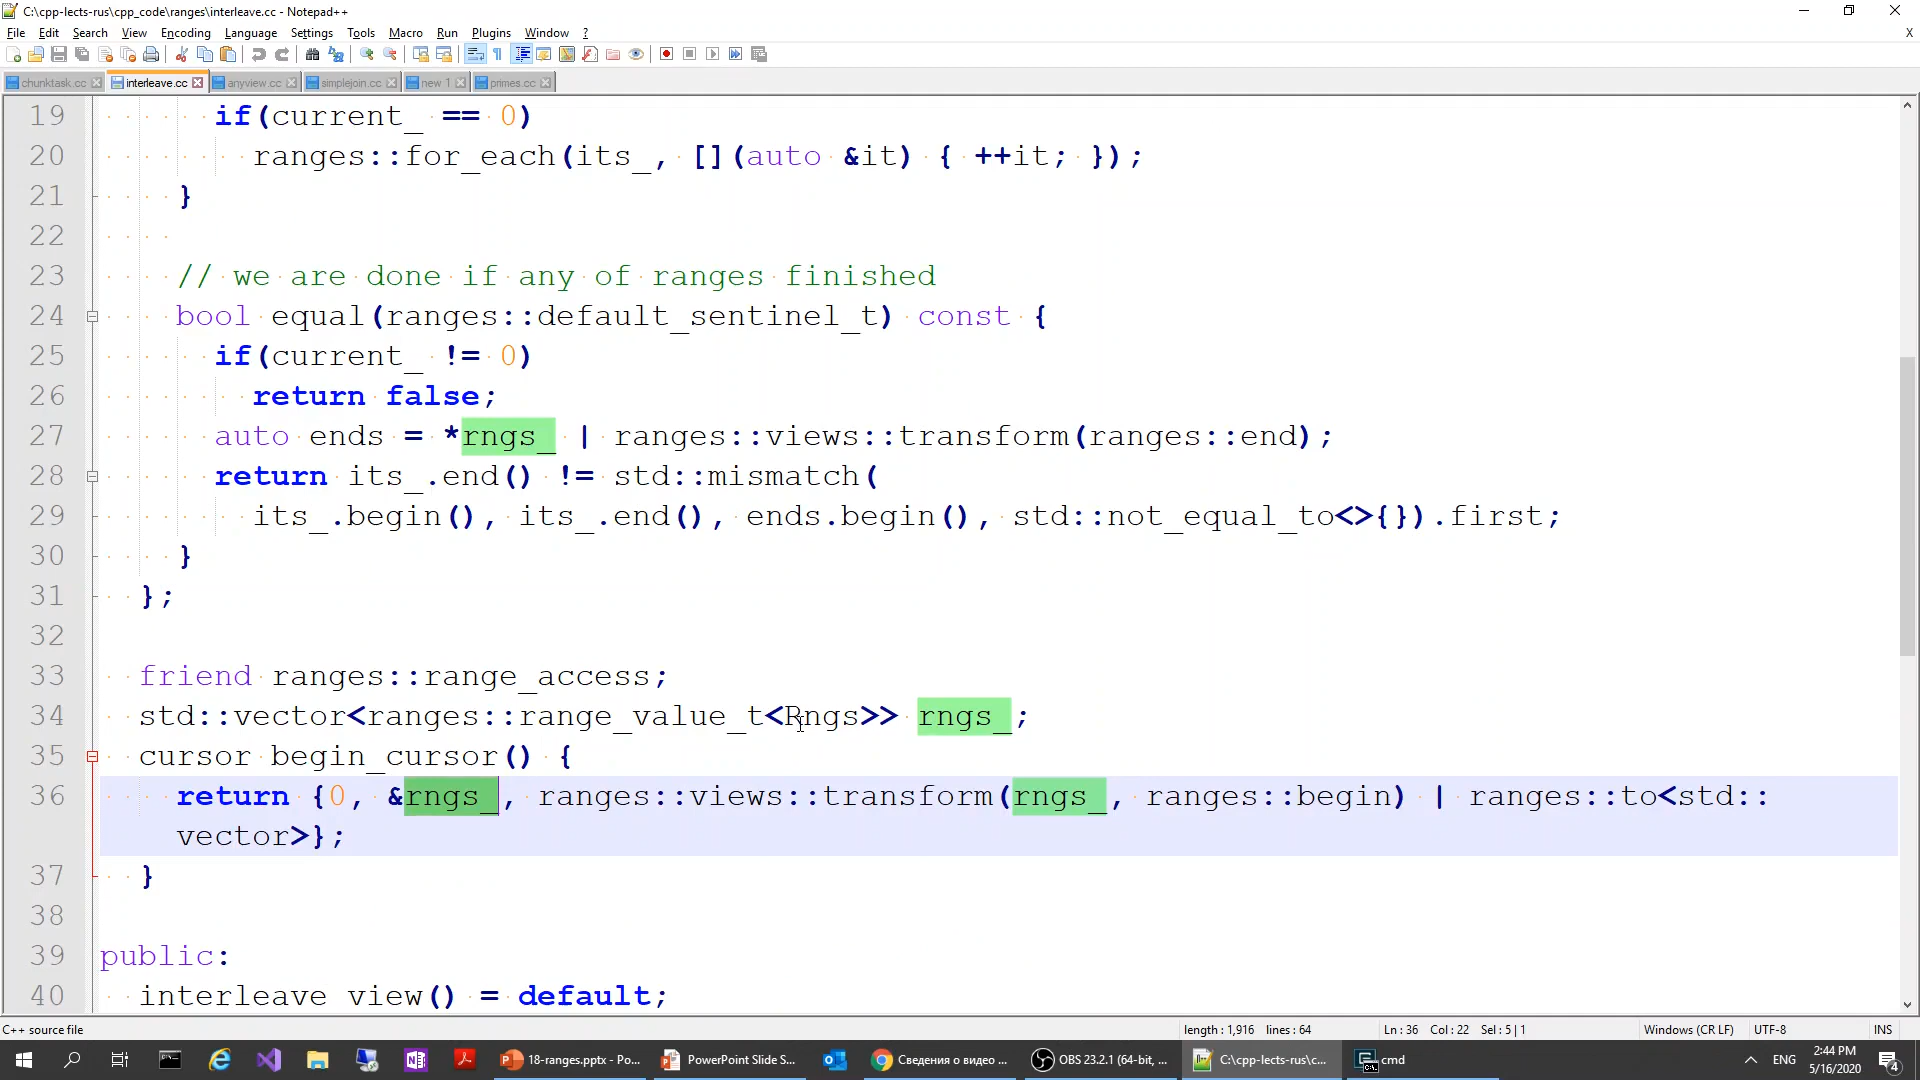 C:\cpp-lects-rus\cpp_code\ranges\interleave.cc - Notepad++
File Edit Search View Encoding Language Settings Tools Macro Run Plugins Window ? X
chunktask.cc interleave.cc anyview.cc simplejoin.cc new 1 primes.cc
19 if(current_ == 0)
20 ranges::for_each(its_, [](auto &it) { ++it; });
21 }
22
23 // we are done if any of ranges finished
24 bool equal(ranges::default_sentinel_t) const {
25 if(current_ != 0)
26 return false;
27 auto ends = *rngs_ | ranges::views::transform(ranges::end);
28 return its_.end() != std::mismatch(
29 its_.begin(), its_.end(), ends.begin(), std::not_equal_to<>{}).first;
30 }
31 };
32
33 friend ranges::range_access;
34 std::vector<ranges::range_value_t<Rngs>> rngs_;
35 cursor begin_cursor() {
36 return {0, &rngs_, ranges::views::transform(rngs_, ranges::begin) | ranges::to<std::
vector>};
37 }
38
39 public:
40 interleave_view() = default;
C++ source file length : 1,916 lines : 64 Ln : 36 Col : 22 Sel : 5 | 1 Windows (CR LF) UTF-8 INS
18-ranges.pptx - Po... PowerPoint Slide S... Сведения о видео ... OBS 23.2.1 (64-bit, ... C:\cpp-lects-rus\c... cmd ENG 2:44 PM
5/16/2020 4